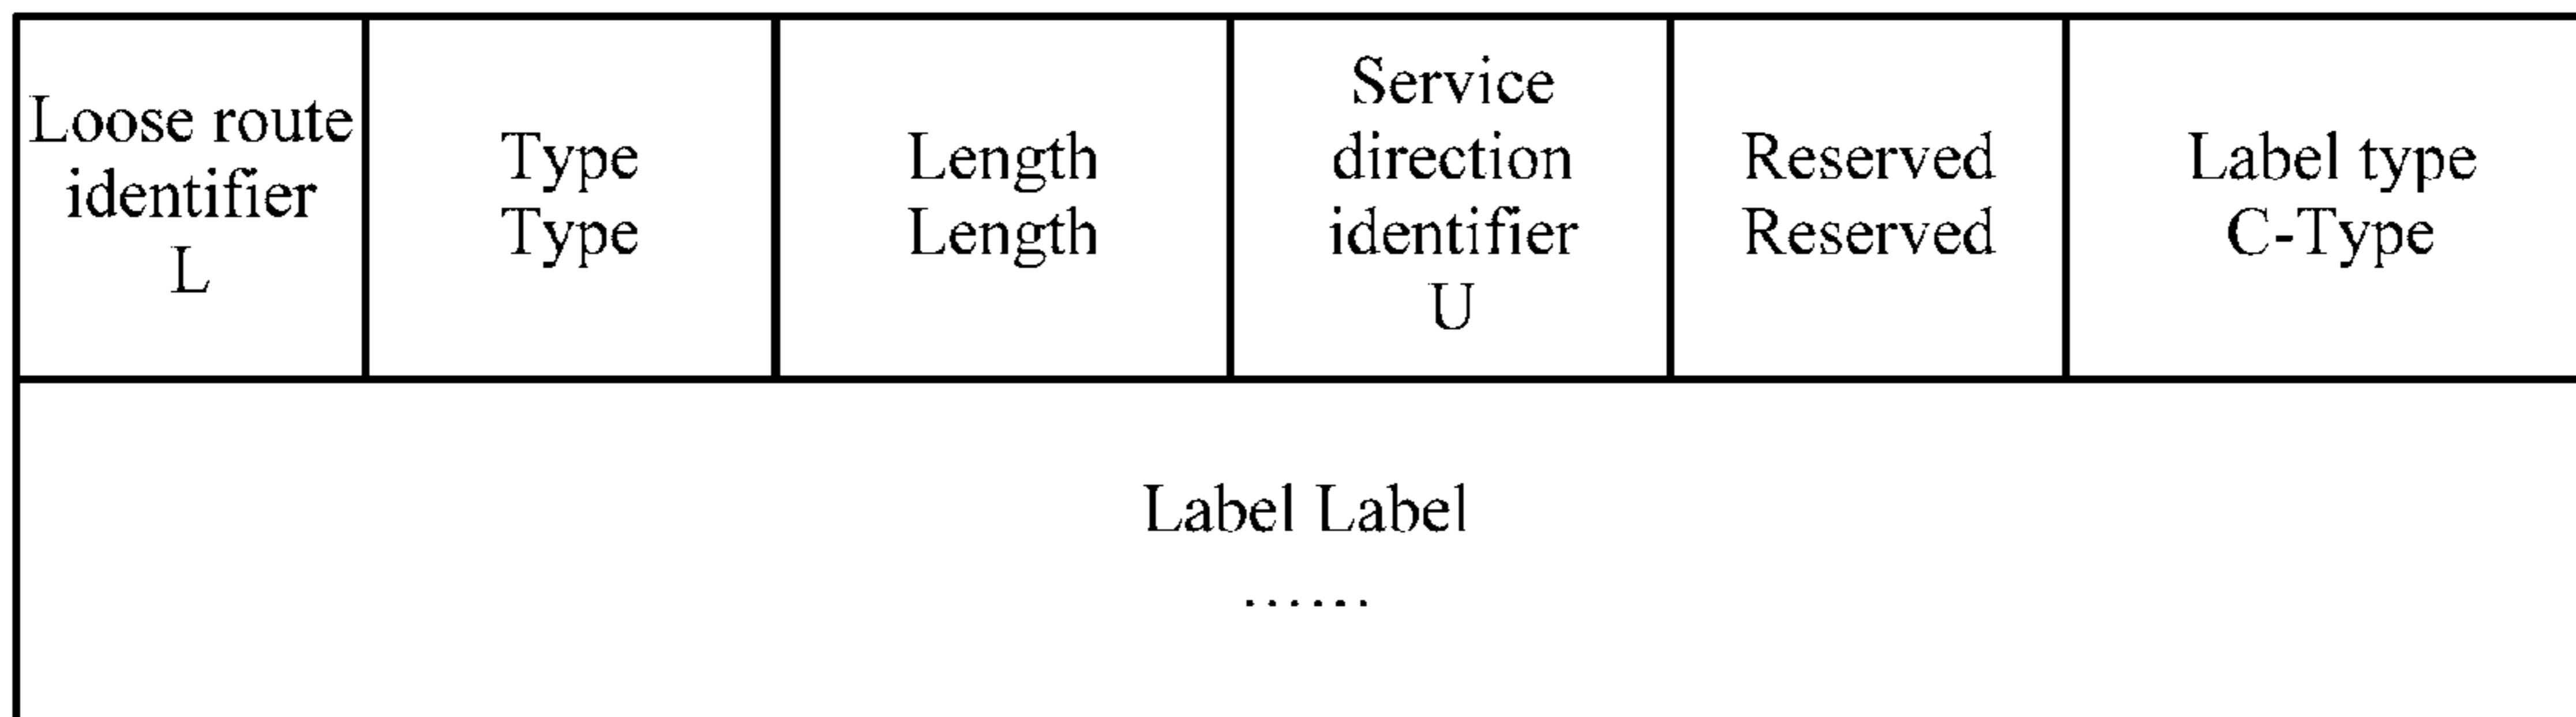 Loose route
identifier
L
Type
Type
Length
Length
Service
direction
identifier
U
Reserved
Reserved
Label type
C-Type
Label Label
......